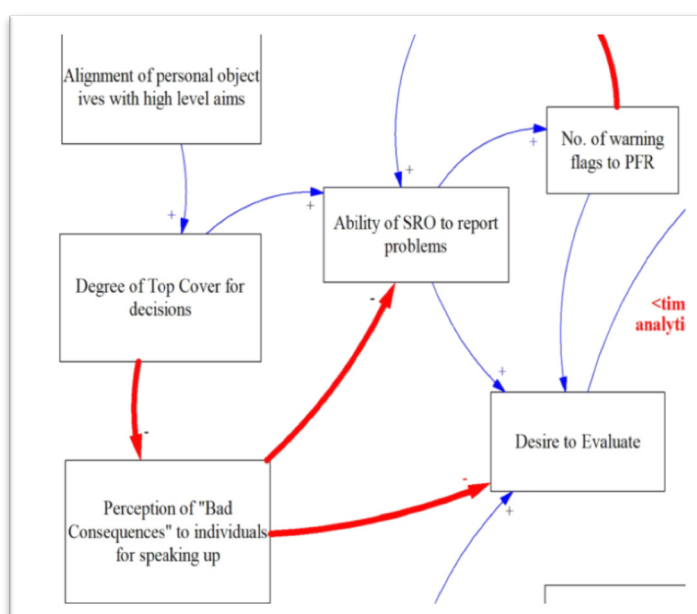 Alignment of personal object
ives with high level aims
+
Degree of Top Cover for
decisions
+
+
Ability of SRO to report
problems
+
No. of warning
flags to PFR
<tim
analyti
-
-
+
Desire to Evaluate
-
Perception of "Bad
Consequences" to individuals
for speaking up
+